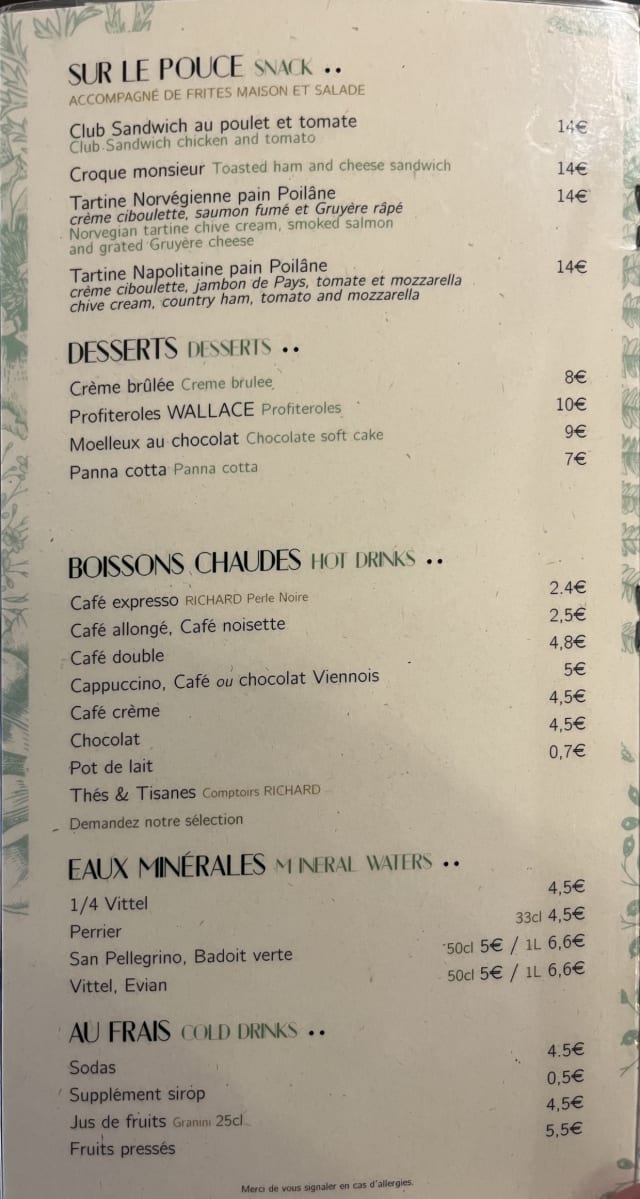 SUR LE POUCE SNACK ••
ACCOMPAGNÉ DE FRITES MAISON ET SALADE
Club Sandwich au poulet et tomate 14€
Club Sandwich chicken and tomato
Croque monsieur Toasted ham and cheese sandwich 14€
Tartine Norvégienne pain Poilâne 14€
crème ciboulette, saumon fumé et Gruyère râpé
Norvegian tartine chive cream, smoked salmon
and grated Gruyère cheese
Tartine Napolitaine pain Poilâne 14€
crème ciboulette, jambon de Pays, tomate et mozzarella
chive cream, country ham, tomato and mozzarella
DESSERTS DESSERTS ••
Crème brûlée Creme brulee 8€
Profiteroles WALLACE Profiteroles 10€
Moelleux au chocolat Chocolate soft cake 9€
Panna cotta Panna cotta 7€
BOISSONS CHAUDES HOT DRINKS ••
Café expresso RICHARD Perle Noire 2.4€
Café allongé, Café noisette 2,5€
Café double 4,8€
Cappuccino, Café ou chocolat Viennois 5€
Café crème 4,5€
Chocolat 4,5€
Pot de lait 0,7€
Thés & Tisanes Comptoirs RICHARD
Demandez notre sélection
EAUX MINÉRALES MINERAL WATERS ••
1/4 Vittel 4,5€
Perrier 33cl 4,5€
San Pellegrino, Badoit verte 50cl 5€ / 1L 6,6€
Vittel, Evian 50cl 5€ / 1L 6,6€
AU FRAIS COLD DRINKS ••
Sodas 4.5€
Supplément sirop 0,5€
Jus de fruits Granini 25cl 4,5€
Fruits pressés 5,5€
Merci de vous signaler en cas d'allergies.